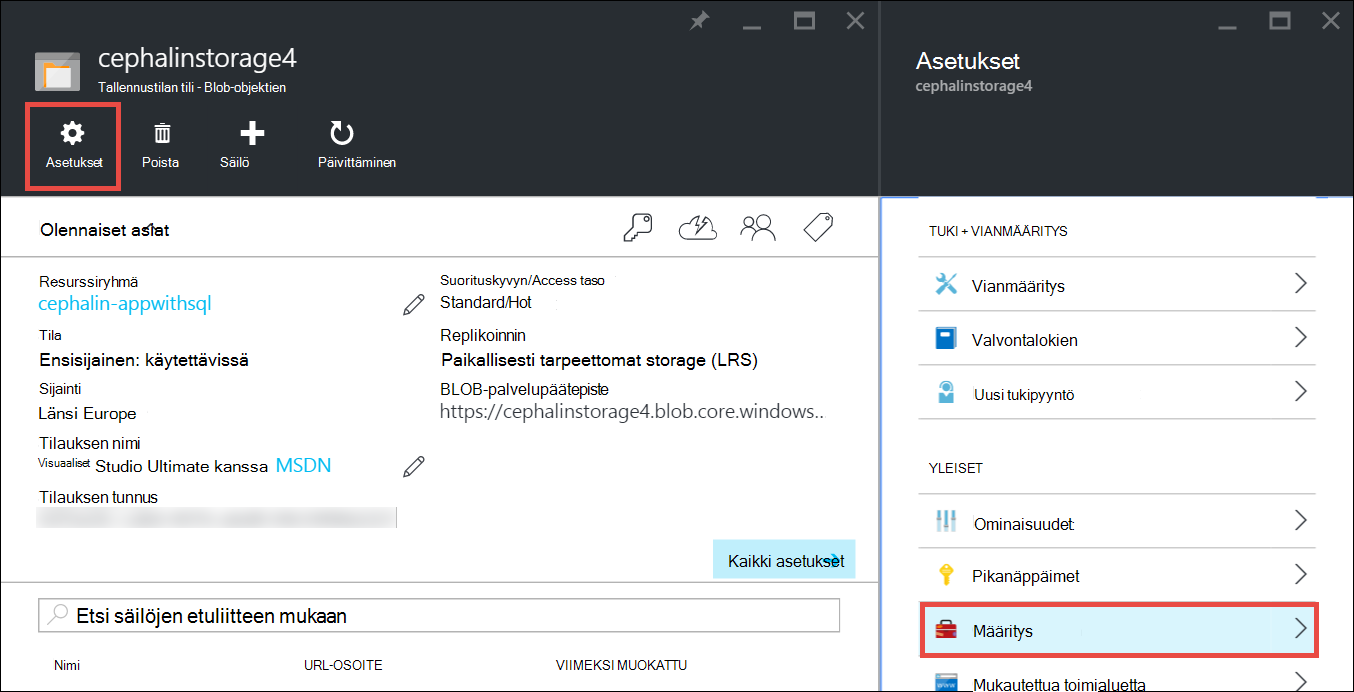 cephalinstorage4
Tallennustilan tili - Blob-objektien
Asetukset
Poista
Säilö
Päivittäminen
Olennaiset asiat
Resurssiryhmä
cephalin-appwithsql
Tila
Ensisijainen: käytettävissä
Sijainti
Länsi Europe
Tilauksen nimi
Visuaaliset Studio Ultimate kanssa MSDN
Tilauksen tunnus
Suorituskyvyn/Access taso
Standard/Hot
Replikoinnin
Paikallisesti tarpeettomat storage (LRS)
BLOB-palvelupäätepiste
https://cephalinstorage4.blob.core.windows..
Kaikki asetukset
Etsi säilöjen etuliitteen mukaan
Nimi URL-OSOITE VIIMEKSI MUOKATTU
Asetukset
cephalinstorage4
TUKI + VIANMÄÄRITYS
Vianmääritys
Valvontalokien
Uusi tukipyyntö
YLEISET
Ominaisuudet
Pikanäppäimet
Määritys
Mukautettua toimialuetta